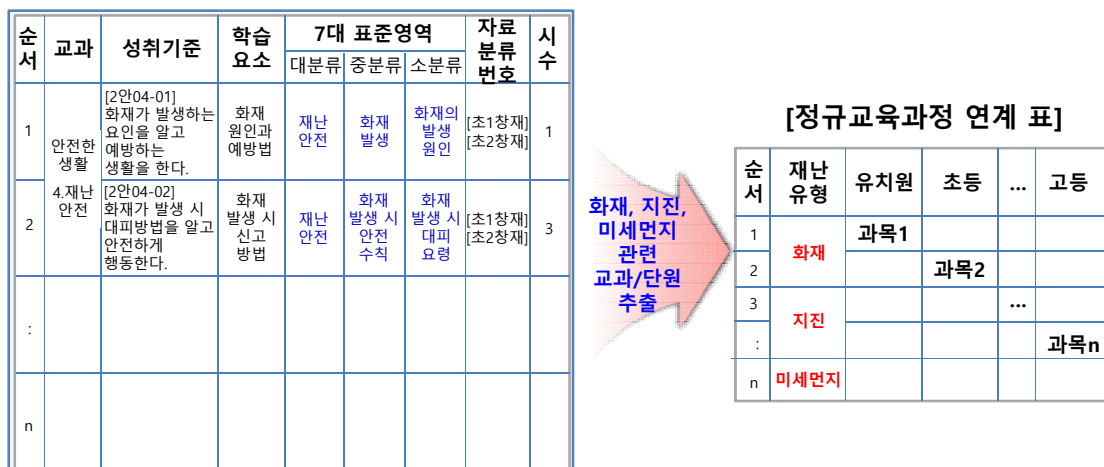 순서 교과 성취기준 학습요소 7대 표준영역 자료분류번호 시수
대분류 중분류 소분류
1 안전한 생활 4.재난 안전 [2안04-01] 화재가 발생하는 요인을 알고 예방하는 생활을 한다. 화재 원인과 예방법 재난 안전 화재 발생 화재의 발생 원인 [초1창재] [초2창재] 1
2 [2안04-02] 화재가 발생 시 대피방법을 알고 안전하게 행동한다. 화재 발생 시 신고 방법 재난 안전 화재 발생 시 안전 수칙 화재 발생 시 대피 요령 [초1창재] [초2창재] 3
:
n
화재, 지진,
미세먼지
관련
교과/단원
추출
[정규교육과정 연계 표]
순서 재난유형 유치원 초등 ... 고등
1 화재 과목1
2 과목2
3 지진 ...
: 과목n
n 미세먼지